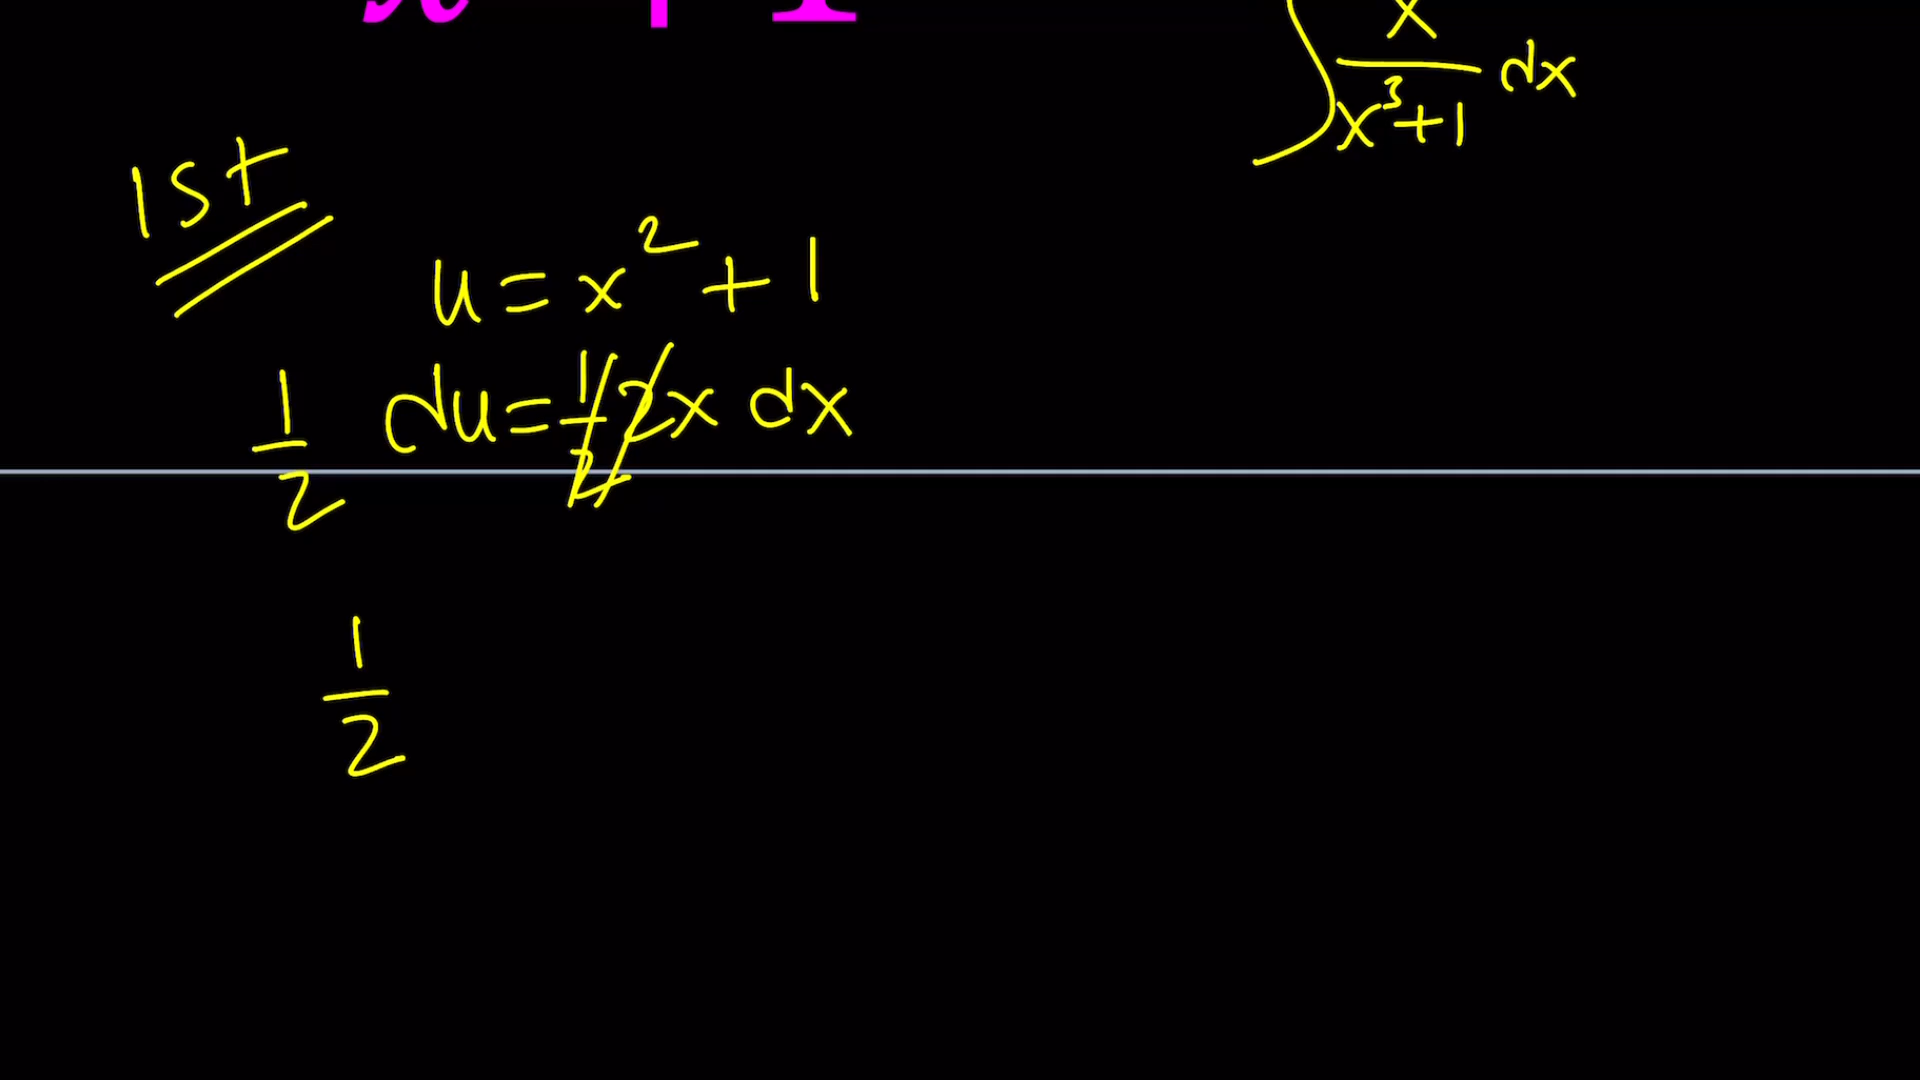 ∫ x/(x³+1) dx
1st
u = x² + 1
1/2 du = 1/2 2x dx
1/2